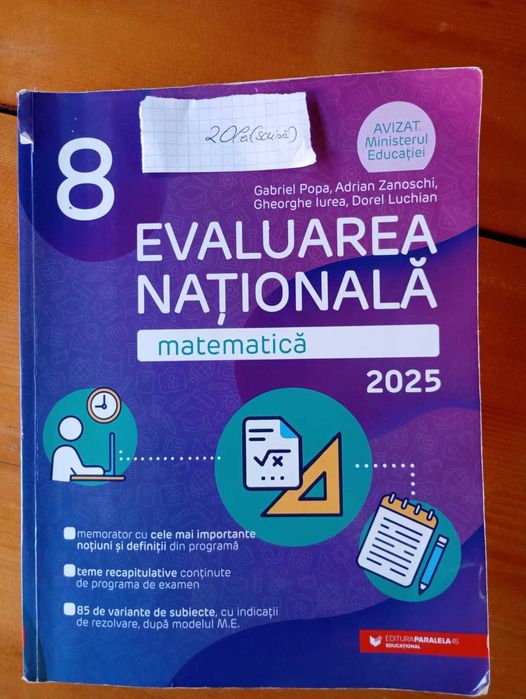 20 lei (scrisă)
AVIZAT
Ministerul
Educației
8
Gabriel Popa, Adrian Zanoschi,
Gheorghe Iurea, Dorel Luchian
EVALUAREA
NAȚIONALĂ
matematică
2025
√x
memorator cu cele mai importante
noțiuni și definiții din programă
teme recapitulative conținute
de programa de examen
85 de variante de subiecte, cu indicații
de rezolvare, după modelul M.E.
EDITURA PARALELA 45
EDUCAȚIONAL